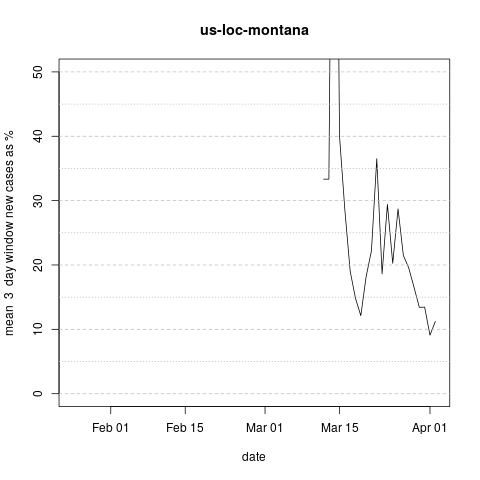 us-loc-montana
mean 3 day window new cases as %
50
40
30
20
10
0
Feb 01
Feb 15
Mar 01
Mar 15
Apr 01
date